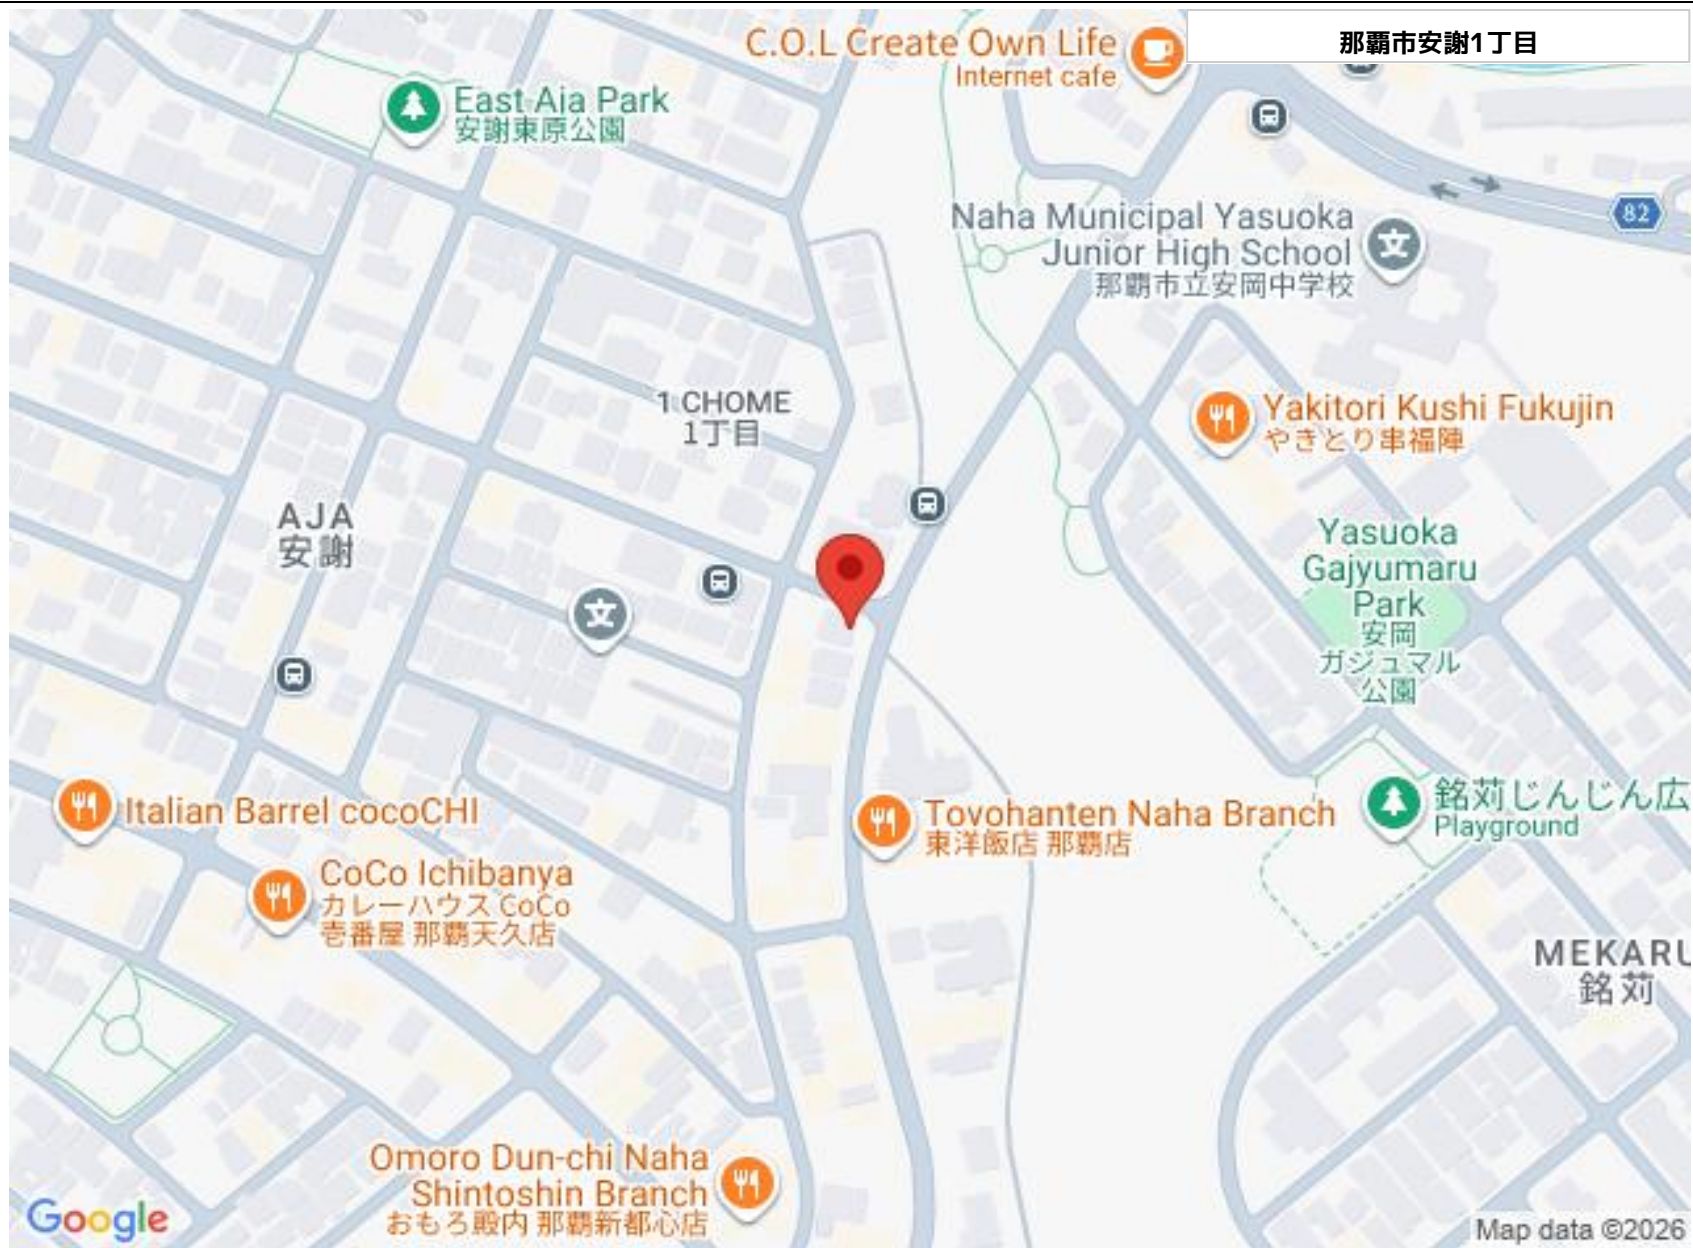 C.O.L Create Own Life
Internet cafe
那覇市安謝1丁目
East Aja Park
安謝東原公園
82
Naha Municipal Yasuoka
Junior High School
那覇市立安岡中学校
文
1 CHOME
1丁目
Yakitori Kushi Fukujin
やきとり串福陣
AJA
安謝
文
Yasuoka
Gajyumaru
Park
安岡
ガジュマル
公園
Italian Barrel cocoCHI
Toyohanten Naha Branch
東洋飯店 那覇店
銘苅じんじん広
Playground
CoCo Ichibanya
カレーハウス CoCo
壱番屋 那覇天久店
MEKARU
銘苅
Omoro Dun-chi Naha
Shintoshin Branch
おもろ殿内 那覇新都心店
Google
Map data ©2026